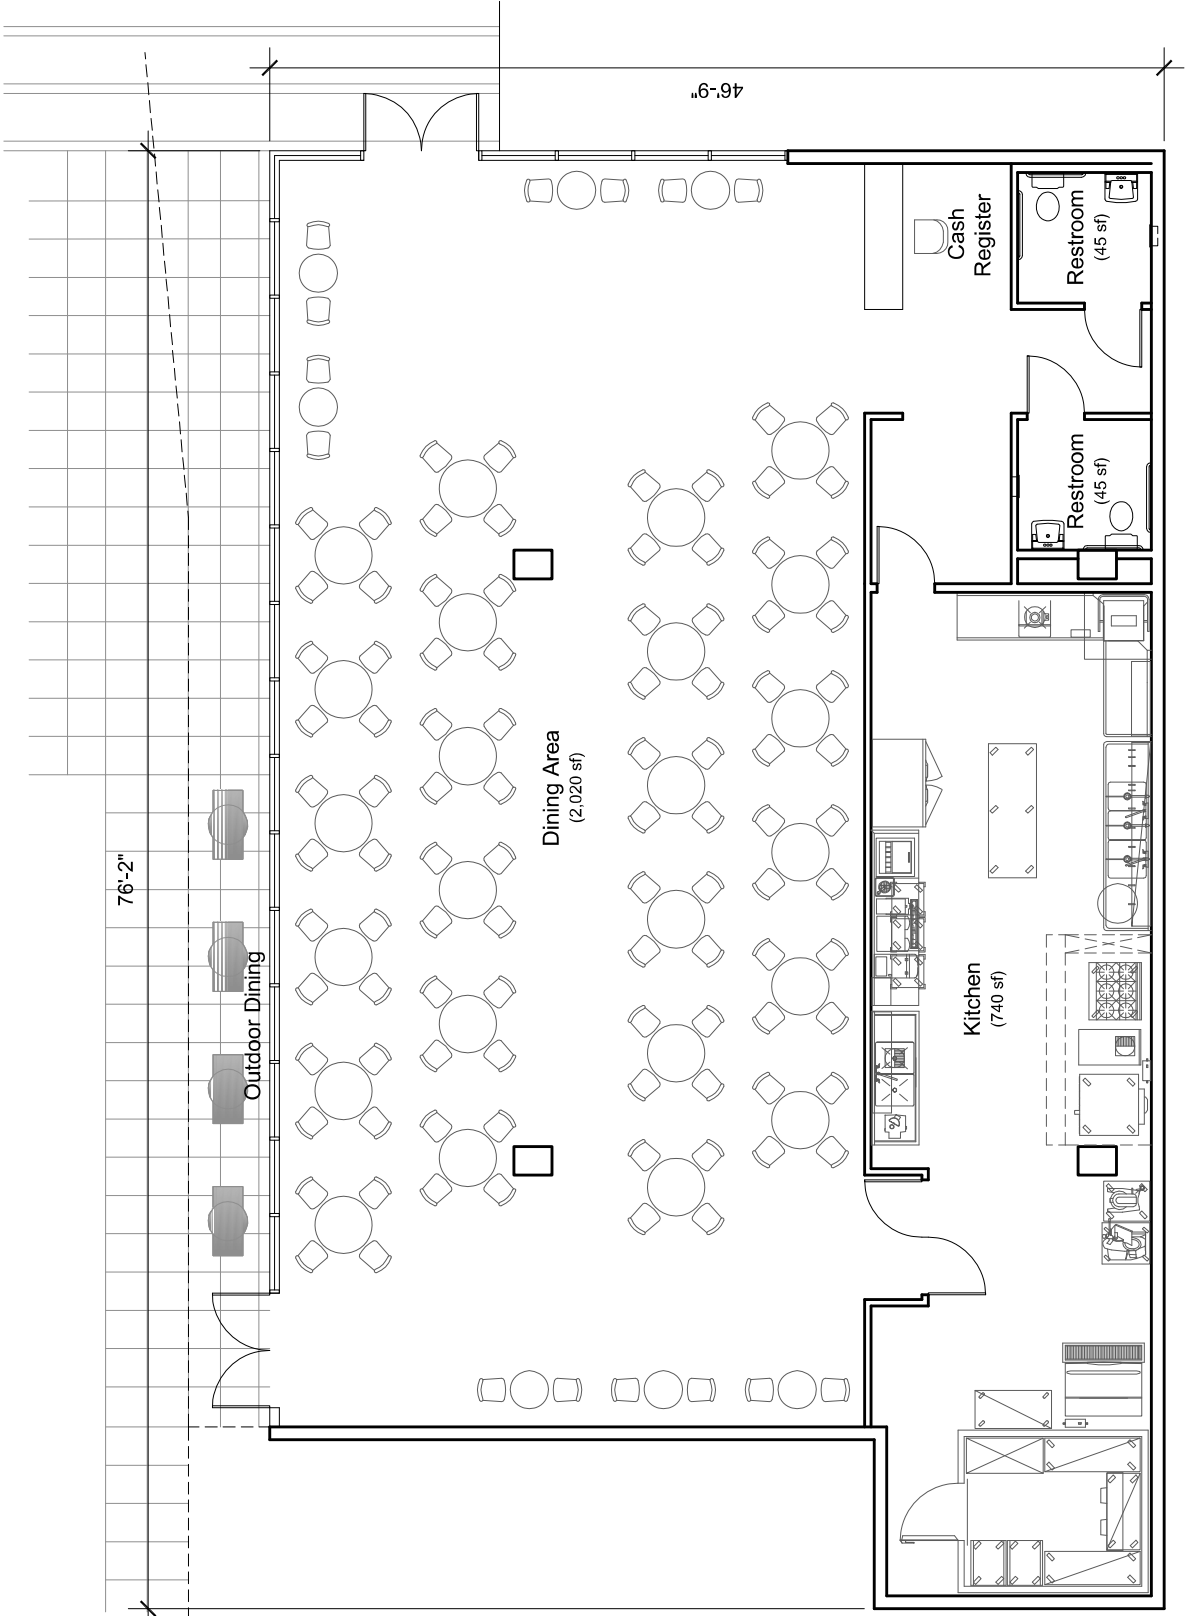 46'-9"
Cash
Register
Restroom
(45 sf)
Restroom
(45 sf)
Dining Area
(2,020 sf)
76'-2"
Outdoor Dining
Kitchen
(740 sf)